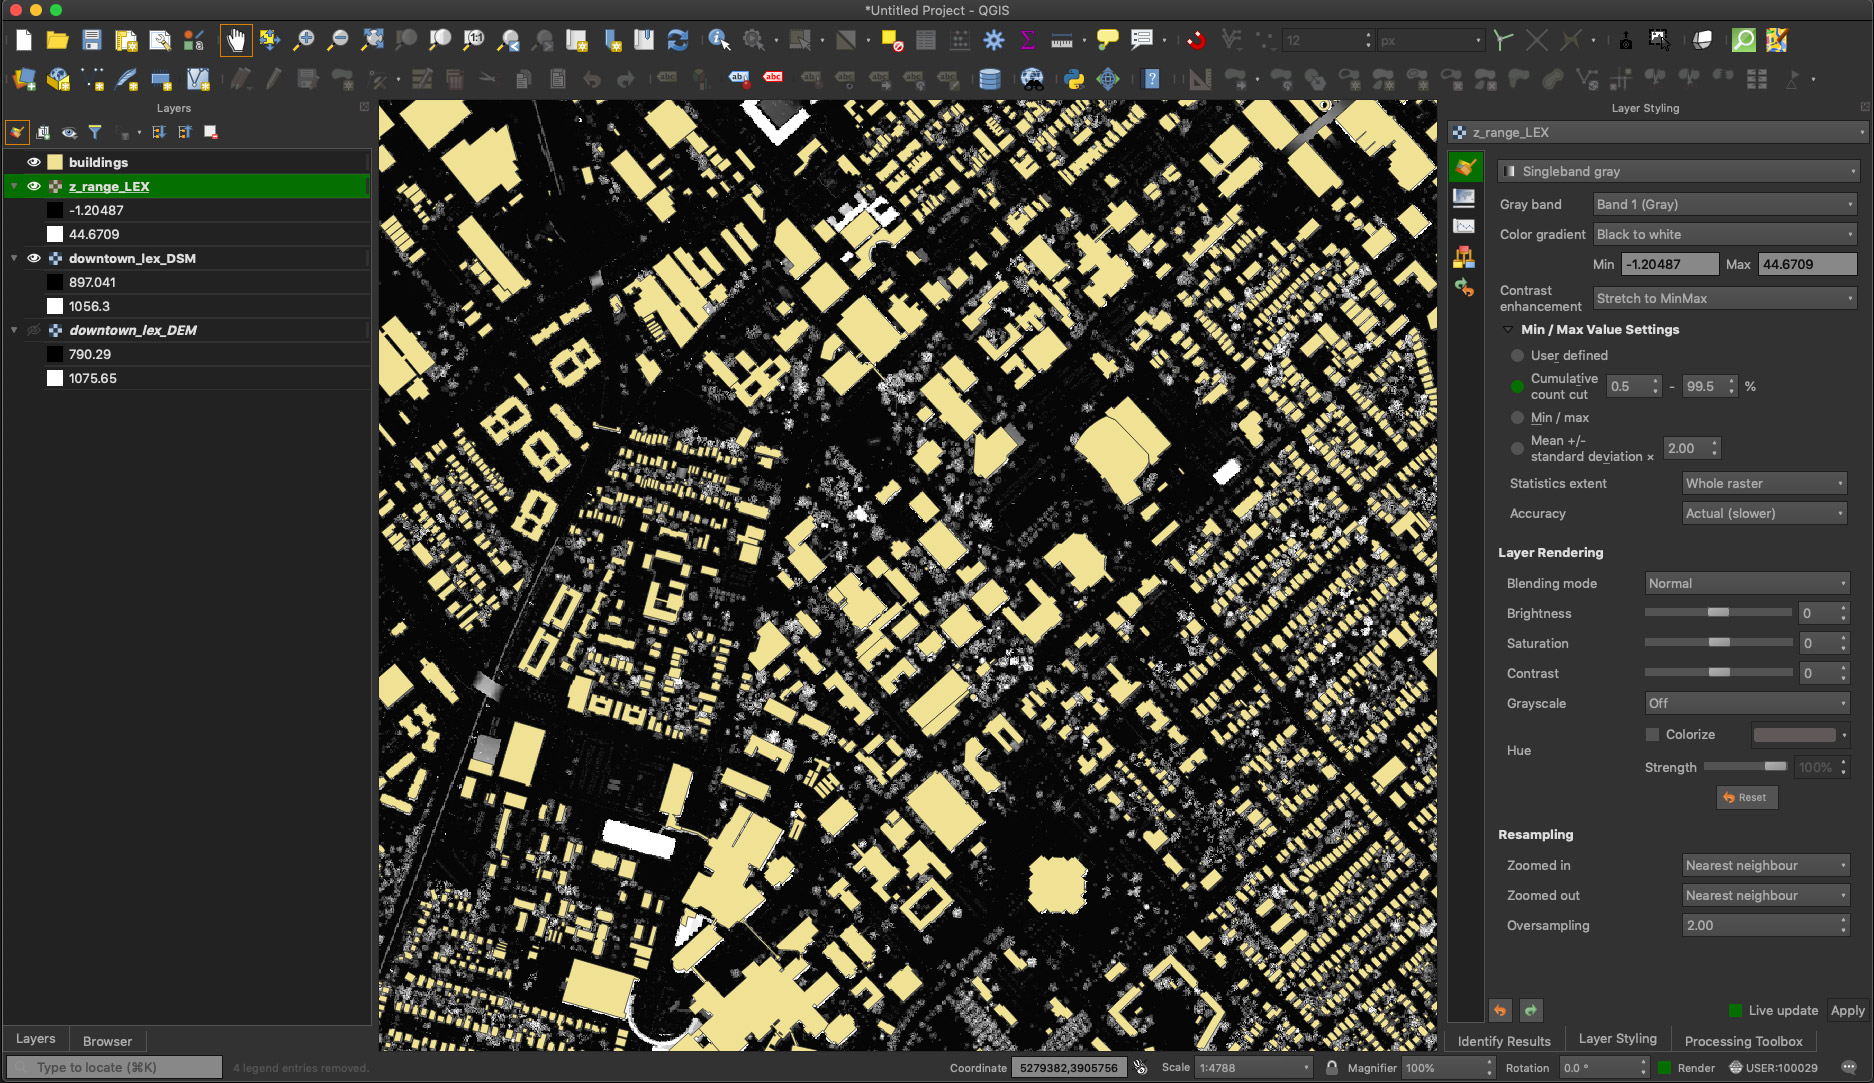 *Untitled Project - QGIS
12
px
abc
abc
abc
Layers
Layer Styling
buildings
z_range_LEX
-1.20487
44.6709
downtown_lex_DSM
897.041
1056.3
downtown_lex_DEM
790.29
1075.65
z_range_LEX
Singleband gray
Gray band
Band 1 (Gray)
Color gradient
Black to white
Min
-1.20487
Max
44.6709
Contrast
enhancement
Stretch to MinMax
Min / Max Value Settings
User defined
Cumulative
count cut
0.5
-
99.5
%
Min / max
Mean +/-
standard deviation ×
2.00
Statistics extent
Whole raster
Accuracy
Actual (slower)
Layer Rendering
Blending mode
Normal
Brightness
0
Saturation
0
Contrast
0
Grayscale
Off
Hue
Colorize
Strength
100%
Reset
Resampling
Zoomed in
Nearest neighbour
Zoomed out
Nearest neighbour
Oversampling
2.00
Live update
Apply
Layers
Browser
Identify Results
Layer Styling
Processing Toolbox
Type to locate (⌘K)
4 legend entries removed.
Coordinate
5279382,3905756
Scale
1:4788
Magnifier
100%
Rotation
0.0 °
Render
USER:100029